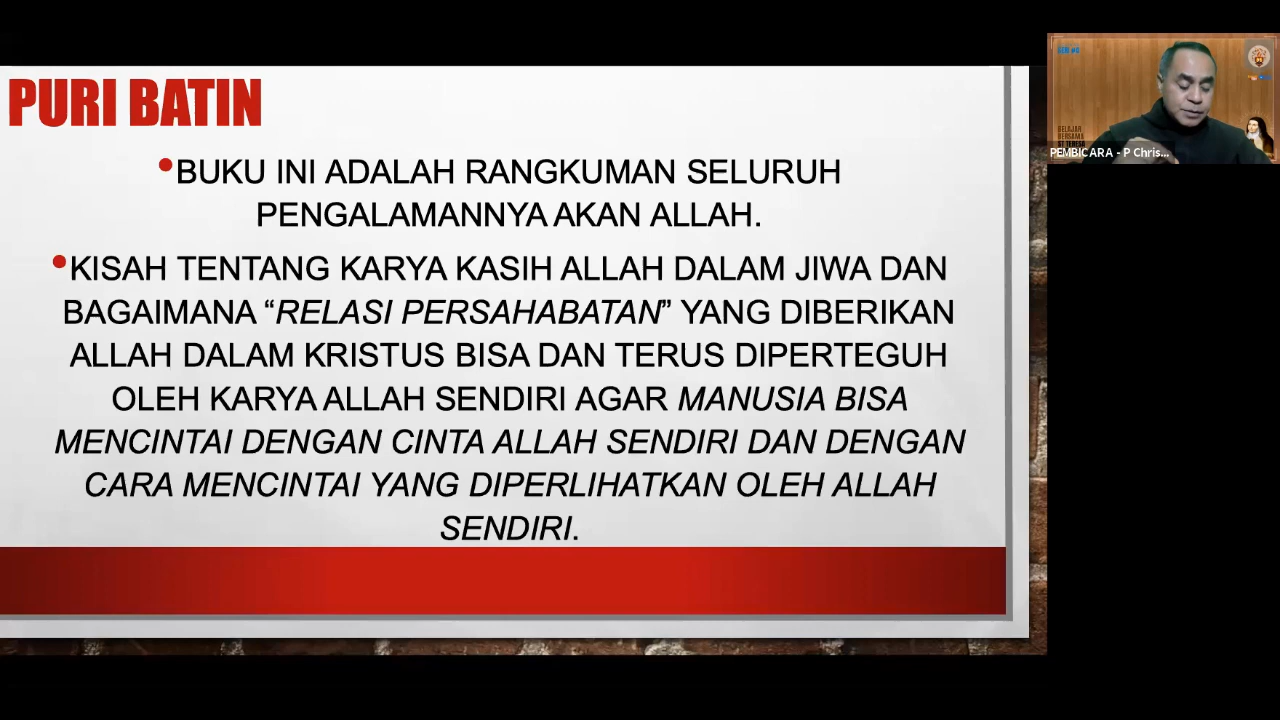 PURI BATIN
•BUKU INI ADALAH RANGKUMAN SELURUH
PENGALAMANNYA AKAN ALLAH.
•KISAH TENTANG KARYA KASIH ALLAH DALAM JIWA DAN
BAGAIMANA “RELASI PERSAHABATAN” YANG DIBERIKAN
ALLAH DALAM KRISTUS BISA DAN TERUS DIPERTEGUH
OLEH KARYA ALLAH SENDIRI AGAR MANUSIA BISA
MENCINTAI DENGAN CINTA ALLAH SENDIRI DAN DENGAN
CARA MENCINTAI YANG DIPERLIHATKAN OLEH ALLAH
SENDIRI.
BELAJAR
BERSAMA
PEMBICARA - P Chris...